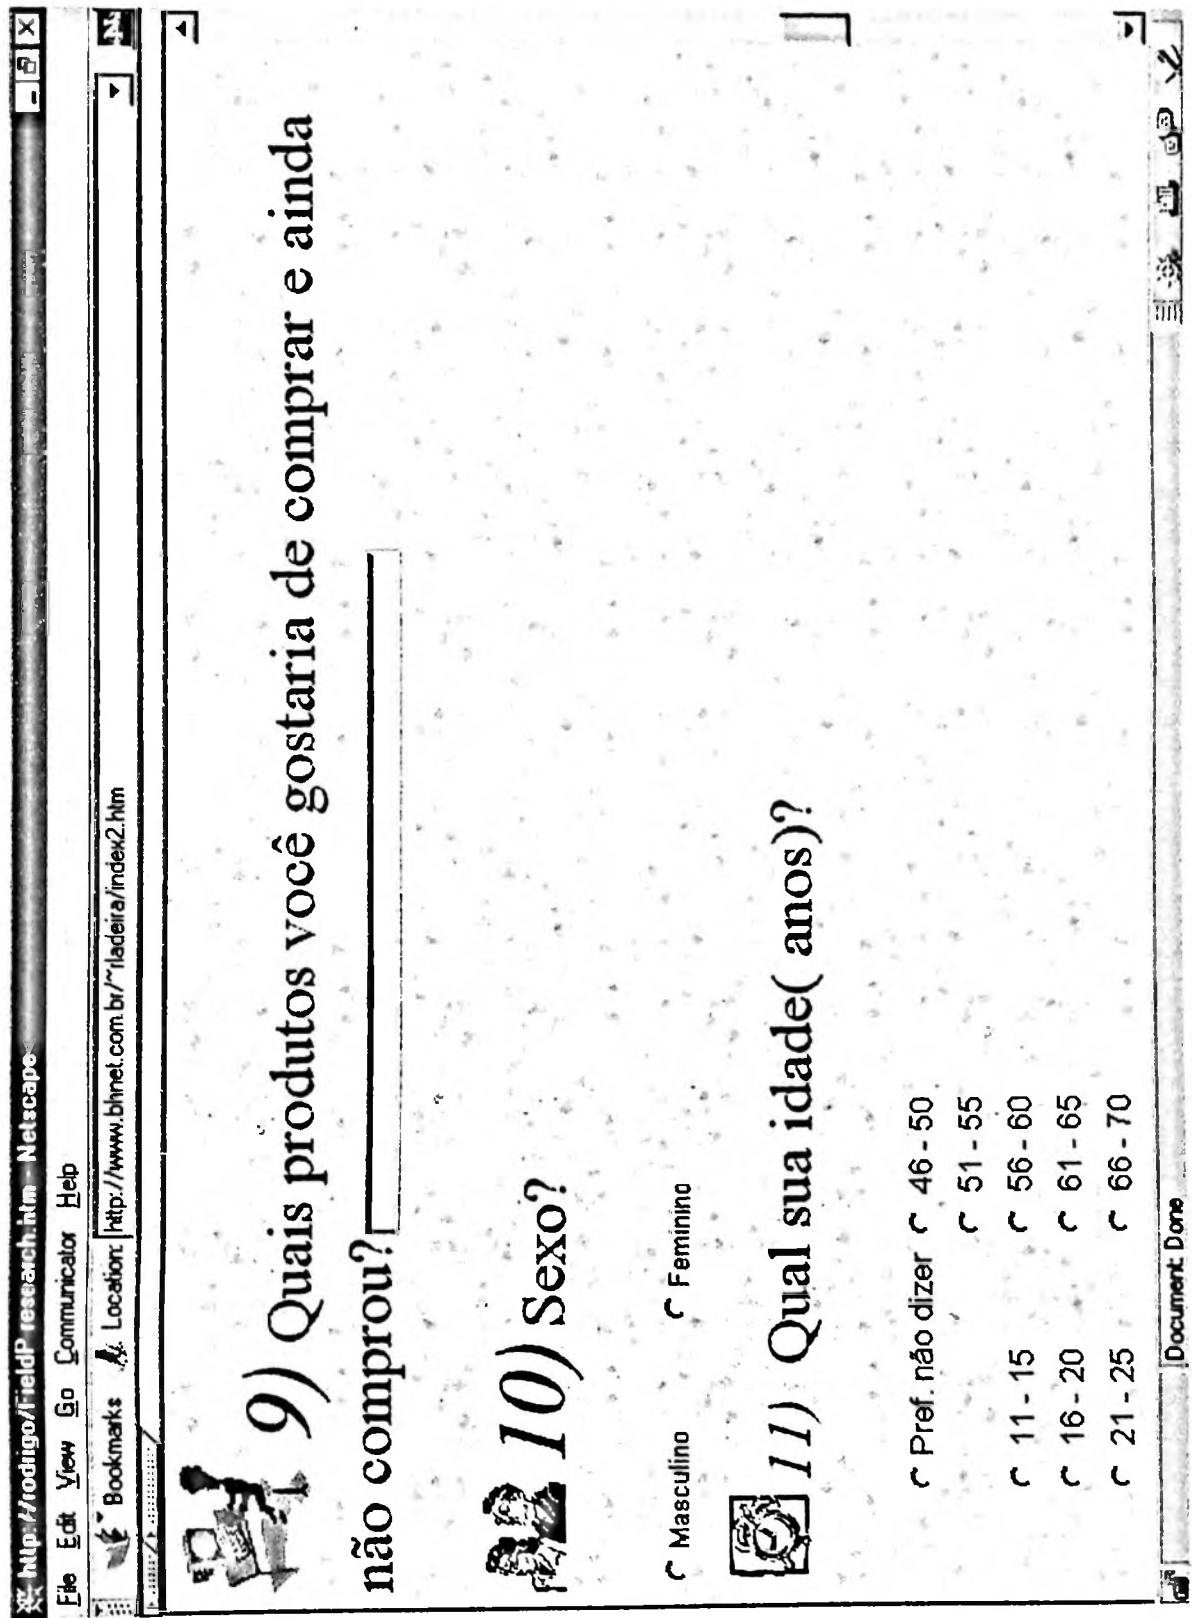 http://rodrigo/FieldP research.htm - Netscape
File Edit View Go Communicator Help
Bookmarks Location: http://www.bhnet.com.br/~rladeira/index2.htm
9) Quais produtos você gostaria de comprar e ainda
não comprou?
10) Sexo?
Masculino Feminino
11) Qual sua idade( anos)?
Pref. não dizer 46 - 50
51 - 55
11 - 15 56 - 60
16 - 20 61 - 65
21 - 25 66 - 70
Document: Done